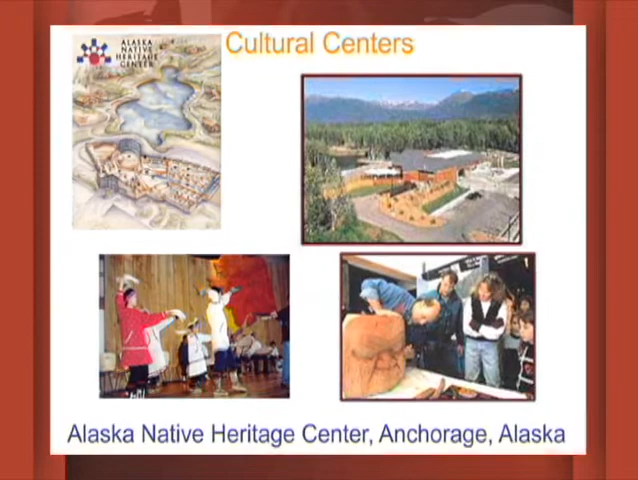 Cultural Centers
ALASKA
NATIVE
HERITAGE
CENTER
Alaska Native Heritage Center, Anchorage, Alaska